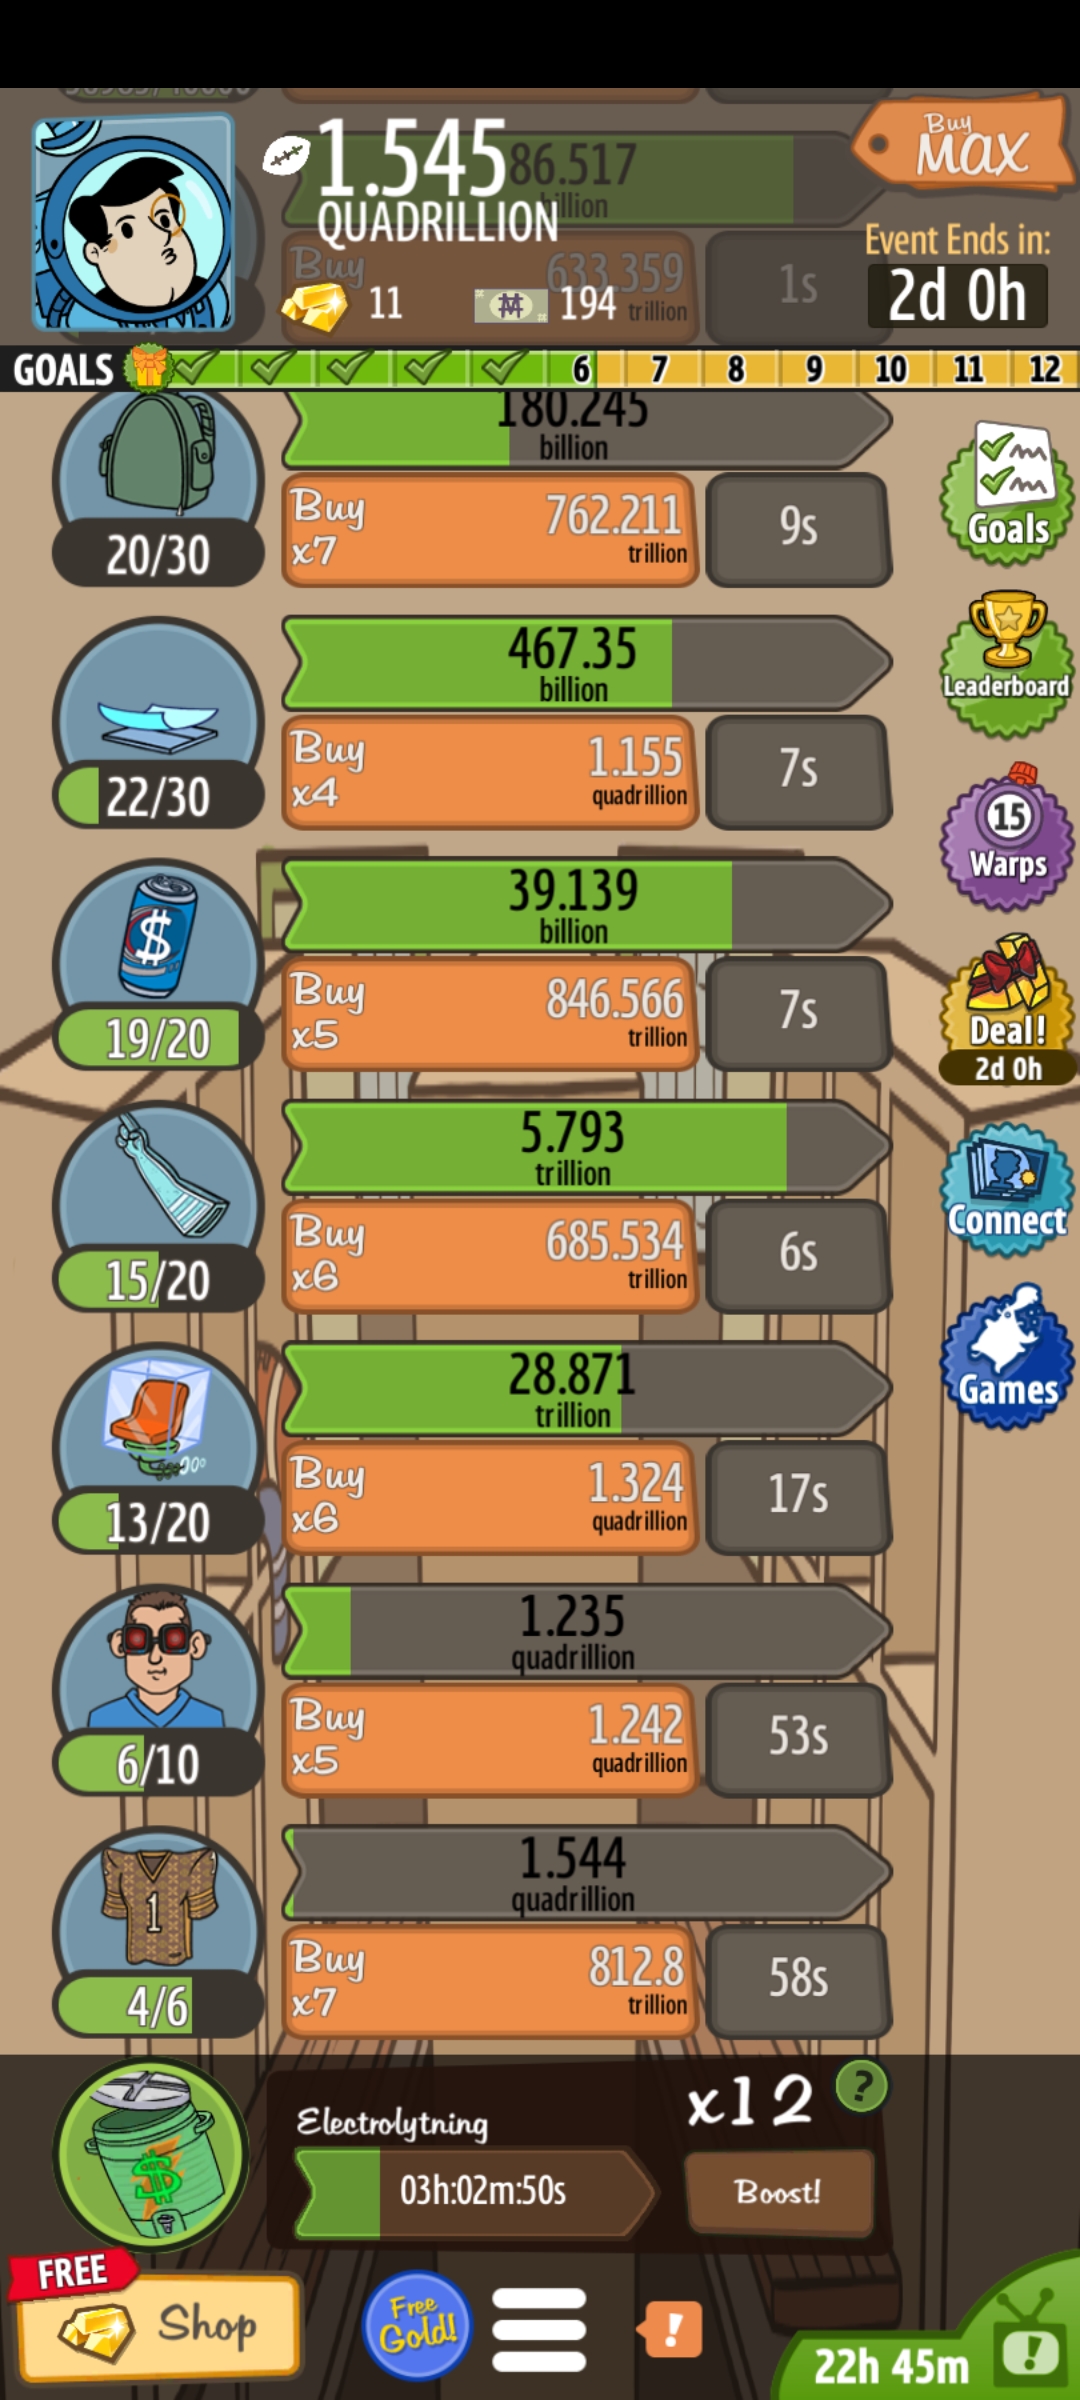 1.545
QUADRILLION
86.517
billion
Buy
MAX
Event Ends in:
2d 0h
Buy
633.359
trillion
1s
11
194
GOALS
6 7 8 9 10 11 12
180.245
billion
Buy
x7
762.211
trillion
9s
20/30
Goals
467.35
billion
Buy
x4
1.155
quadrillion
7s
22/30
Leaderboard
15
Warps
39.139
billion
$
Buy
x5
846.566
trillion
7s
19/20
Deal!
2d 0h
5.793
trillion
Buy
x6
685.534
trillion
6s
15/20
Connect
28.871
trillion
Buy
x6
1.324
quadrillion
17s
13/20
Games
1.235
quadrillion
Buy
x5
1.242
quadrillion
53s
6/10
1.544
quadrillion
1
Buy
x7
812.8
trillion
58s
4/6
Electrolytning
x12
?
$
03h:02m:50s
Boost!
FREE
Shop
Free
Gold!
!
22h 45m
!